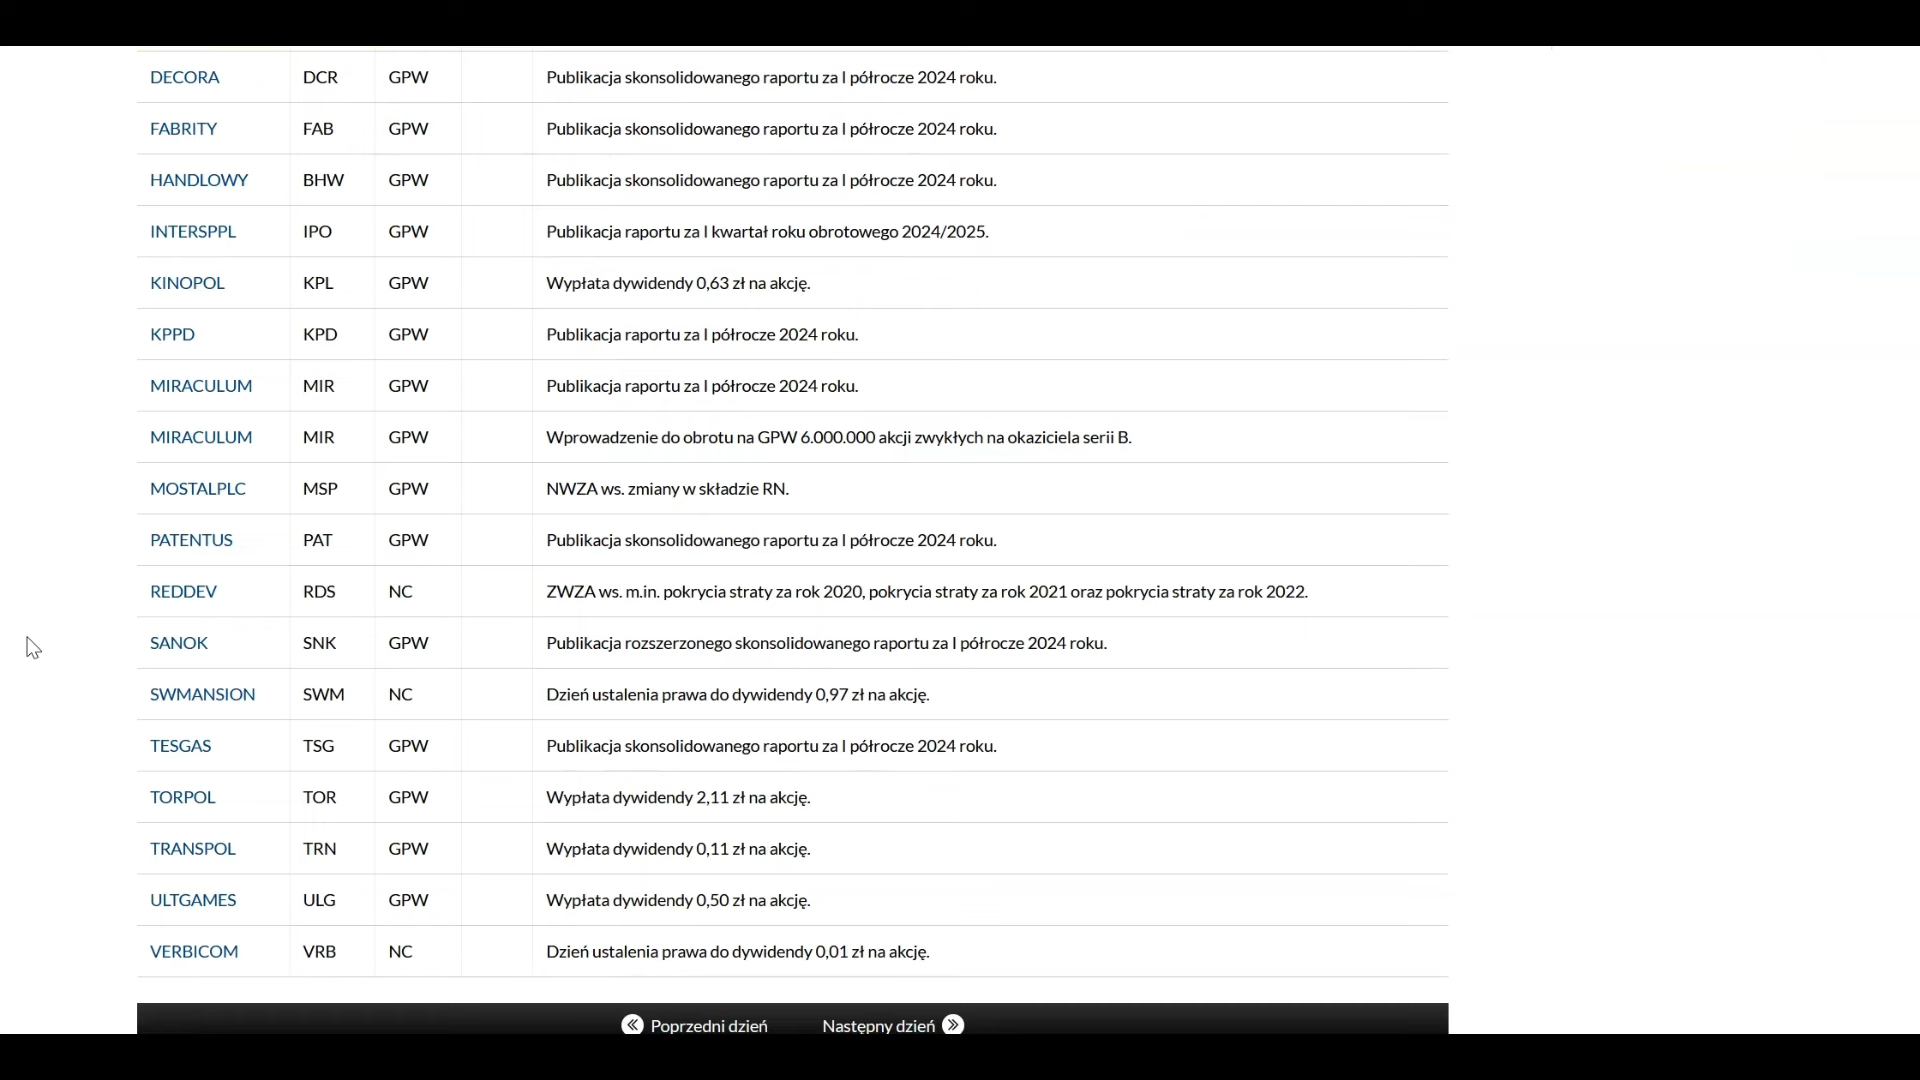 DECORA DCR GPW Publikacja skonsolidowanego raportu za I półrocze 2024 roku.
FABRITY FAB GPW Publikacja skonsolidowanego raportu za I półrocze 2024 roku.
HANDLOWY BHW GPW Publikacja skonsolidowanego raportu za I półrocze 2024 roku.
INTERSPPL IPO GPW Publikacja raportu za I kwartał roku obrotowego 2024/2025.
KINOPOL KPL GPW Wypłata dywidendy 0,63 zł na akcję.
KPPD KPD GPW Publikacja raportu za I półrocze 2024 roku.
MIRACULUM MIR GPW Publikacja raportu za I półrocze 2024 roku.
MIRACULUM MIR GPW Wprowadzenie do obrotu na GPW 6.000.000 akcji zwykłych na okaziciela serii B.
MOSTALPLC MSP GPW NWZA ws. zmiany w składzie RN.
PATENTUS PAT GPW Publikacja skonsolidowanego raportu za I półrocze 2024 roku.
REDDEV RDS NC ZWZA ws. m.in. pokrycia straty za rok 2020, pokrycia straty za rok 2021 oraz pokrycia straty za rok 2022.
SANOK SNK GPW Publikacja rozszerzonego skonsolidowanego raportu za I półrocze 2024 roku.
SWMANSION SWM NC Dzień ustalenia prawa do dywidendy 0,97 zł na akcję.
TESGAS TSG GPW Publikacja skonsolidowanego raportu za I półrocze 2024 roku.
TORPOL TOR GPW Wypłata dywidendy 2,11 zł na akcję.
TRANSPOL TRN GPW Wypłata dywidendy 0,11 zł na akcję.
ULTGAMES ULG GPW Wypłata dywidendy 0,50 zł na akcję.
VERBICOM VRB NC Dzień ustalenia prawa do dywidendy 0,01 zł na akcję.
Poprzedni dzień Następny dzień